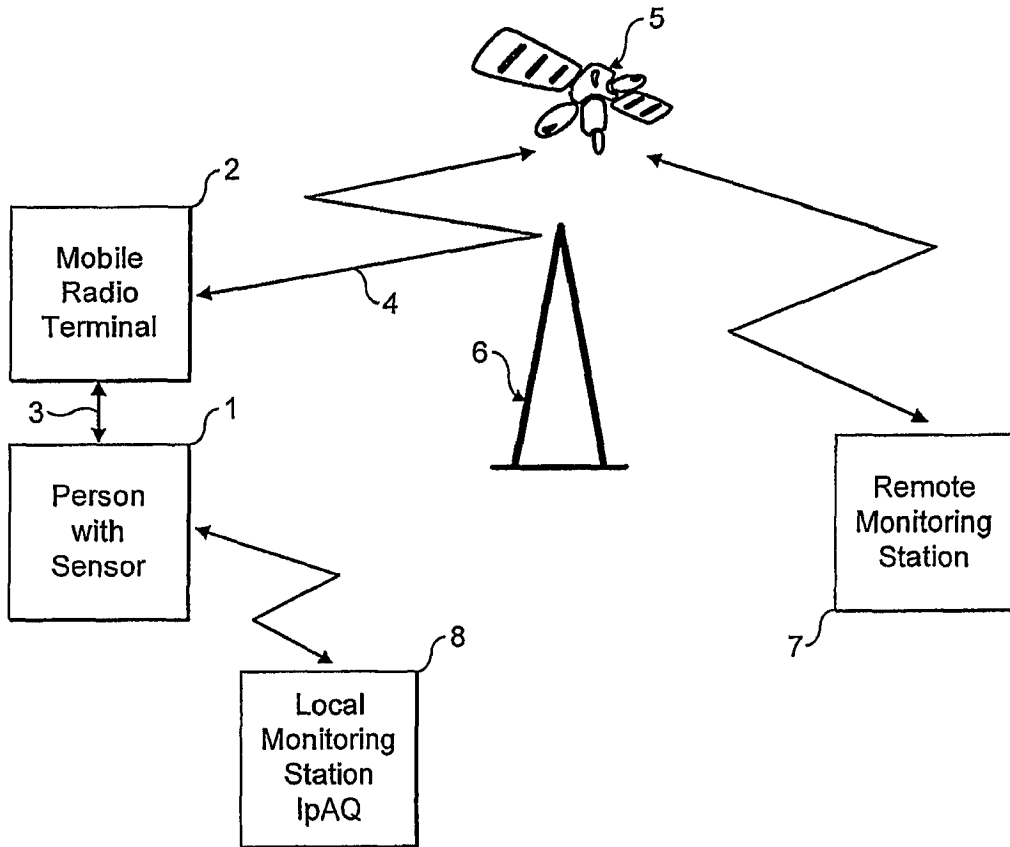 5
2
Mobile
Radio
Terminal
4
6
3
1
Person
with
Sensor
Remote
Monitoring
Station
7
8
Local
Monitoring
Station
IpAQ